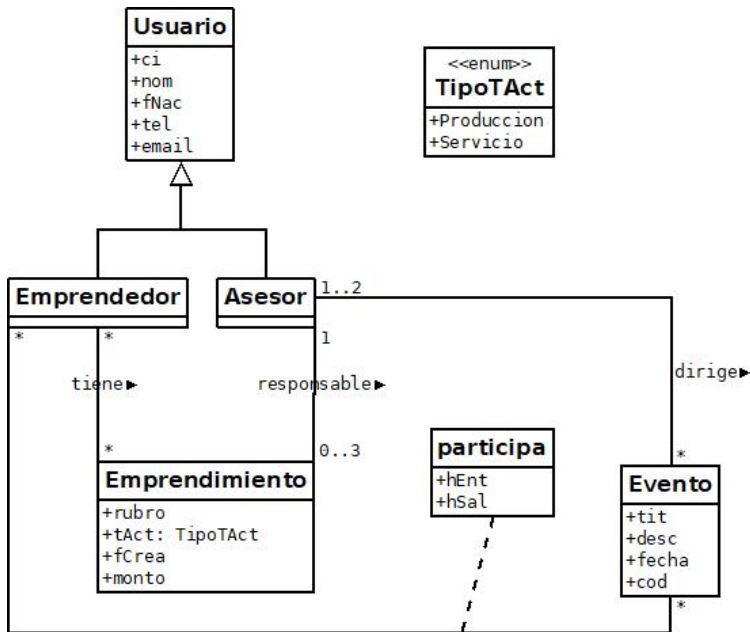 Usuario
+ci
+nom
+fNac
+tel
+email
<<enum>>
TipoTAct
+Produccion
+Servicio
Emprendedor
Asesor
1..2
*
*
1
tiene
responsable
dirige
*
0..3
*
Emprendimiento
+rubro
+tAct: TipoTAct
+fCrea
+monto
participa
+hEnt
+hSal
Evento
+tit
+desc
+fecha
+cod
*